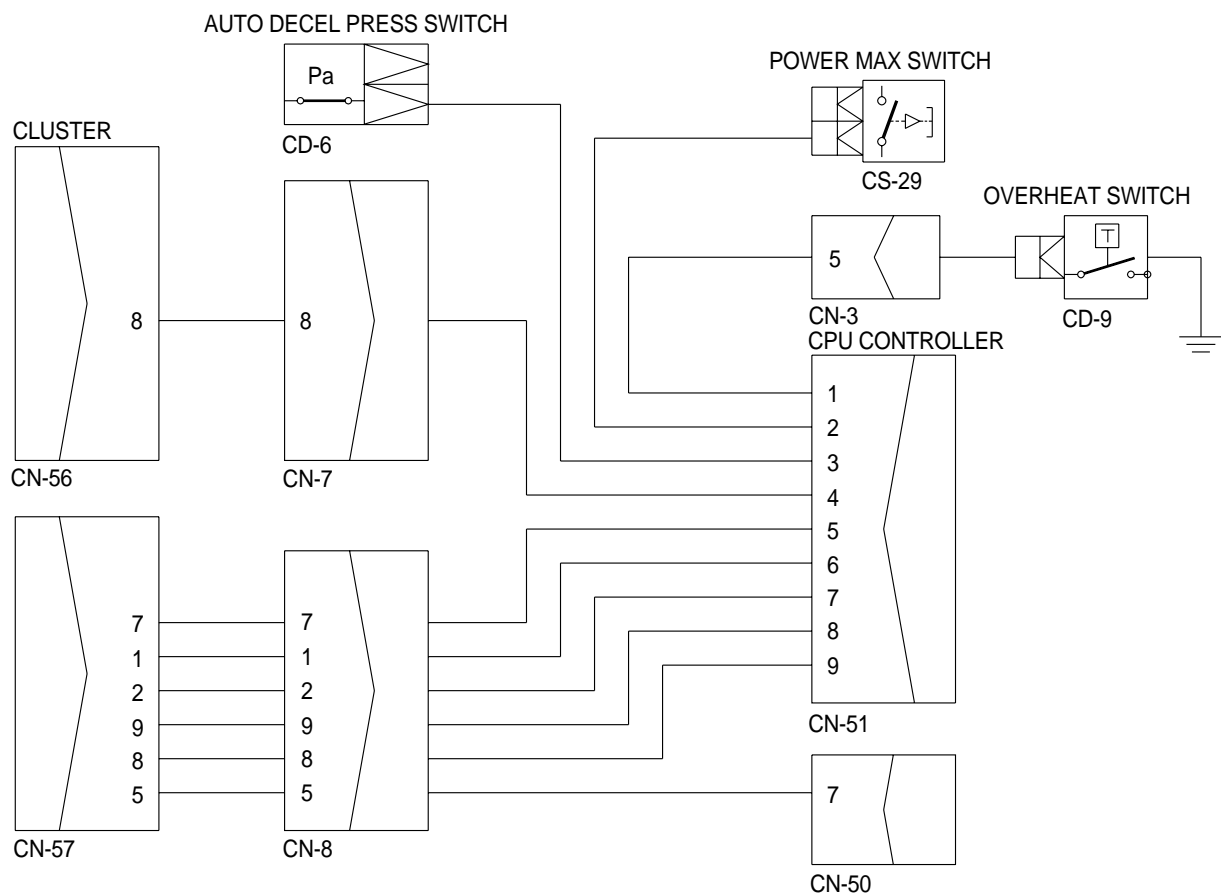 AUTO DECEL PRESS SWITCH
Pa
CD-6
POWER MAX SWITCH
CS-29
OVERHEAT SWITCH
T
CD-9
5
CN-3
CLUSTER
8
CN-56
8
CN-7
CPU CONTROLLER
1
2
3
4
5
6
7
8
9
CN-51
7
1
2
9
8
5
CN-57
7
1
2
9
8
5
CN-8
7
CN-50